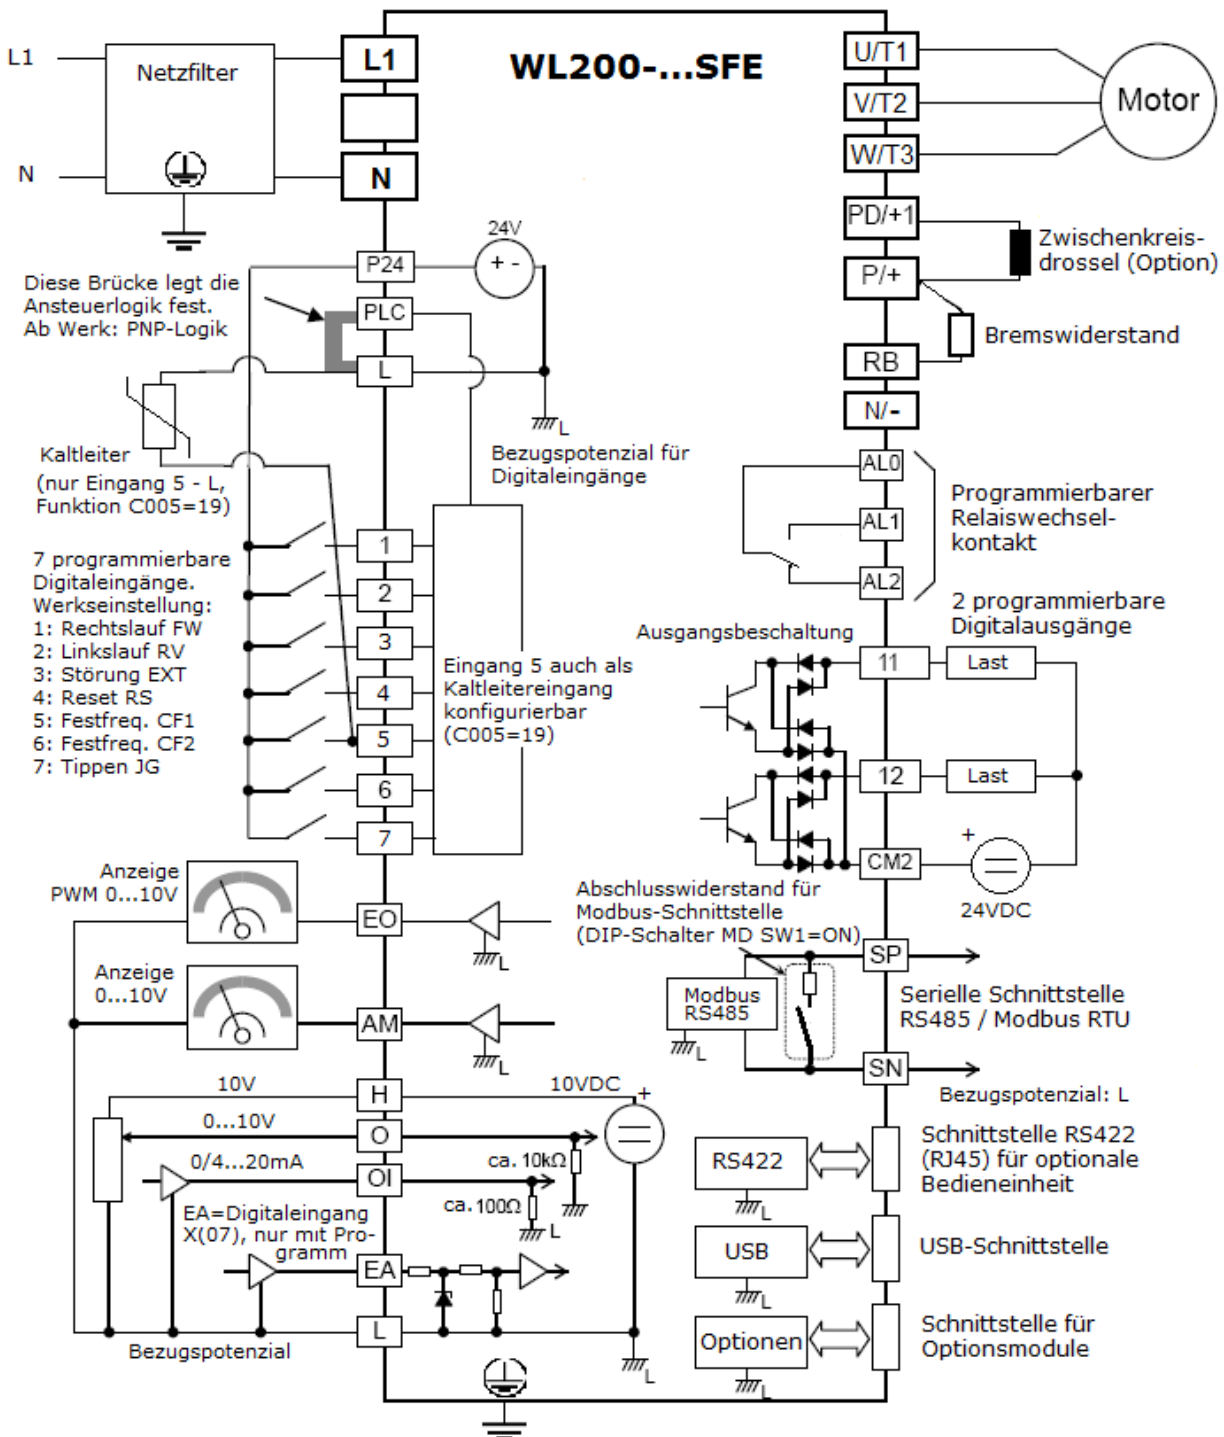 WL200-...SFE
L1
Netzfilter
L1
N
N
U/T1
V/T2
W/T3
Motor
PD/+1
P/+
Zwischenkreis-
drossel (Option)
RB
Bremswiderstand
N/-
24V
P24
+ -
PLC
L
Diese Brücke legt die
Ansteuerlogik fest.
Ab Werk: PNP-Logik
L
Bezugspotenzial für
Digitaleingänge
Kaltleiter
(nur Eingang 5 - L,
Funktion C005=19)
7 programmierbare
Digitaleingänge.
Werkseinstellung:
1: Rechtslauf FW
2: Linkslauf RV
3: Störung EXT
4: Reset RS
5: Festfreq. CF1
6: Festfreq. CF2
7: Tippen JG
1
2
3
4
5
6
7
Eingang 5 auch als
Kaltleitereingang
konfigurierbar
(C005=19)
AL0
AL1
AL2
Programmierbarer
Relaiswechsel-
kontakt
2 programmierbare
Digitalausgänge
Ausgangsbeschaltung
11
Last
12
Last
CM2
+
24VDC
Anzeige
PWM 0...10V
EO
L
Anzeige
0...10V
AM
L
Abschlusswiderstand für
Modbus-Schnittstelle
(DIP-Schalter MD SW1=ON)
SP
Modbus
RS485
L
SN
Serielle Schnittstelle
RS485 / Modbus RTU
Bezugspotenzial: L
10V
H
10VDC
+
0...10V
O
ca. 10kΩ
0/4...20mA
OI
ca. 100Ω
L
EA=Digitaleingang
X(07), nur mit Pro-
gramm
EA
L
Bezugspotenzial
L
RS422
L
Schnittstelle RS422
(RJ45) für optionale
Bedieneinheit
USB
L
USB-Schnittstelle
Optionen
L
Schnittstelle für
Optionsmodule